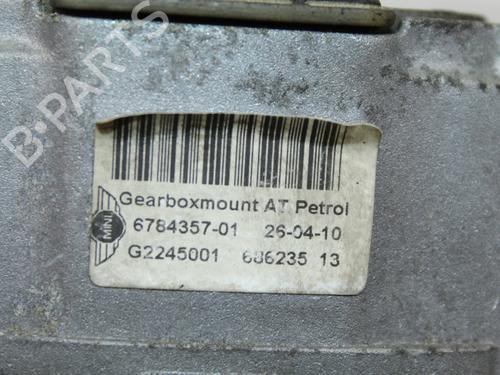 B·PARTS
Gearboxmount AT Petrol
6784357-01 26-04-10
MINI
G2245001 686235 13